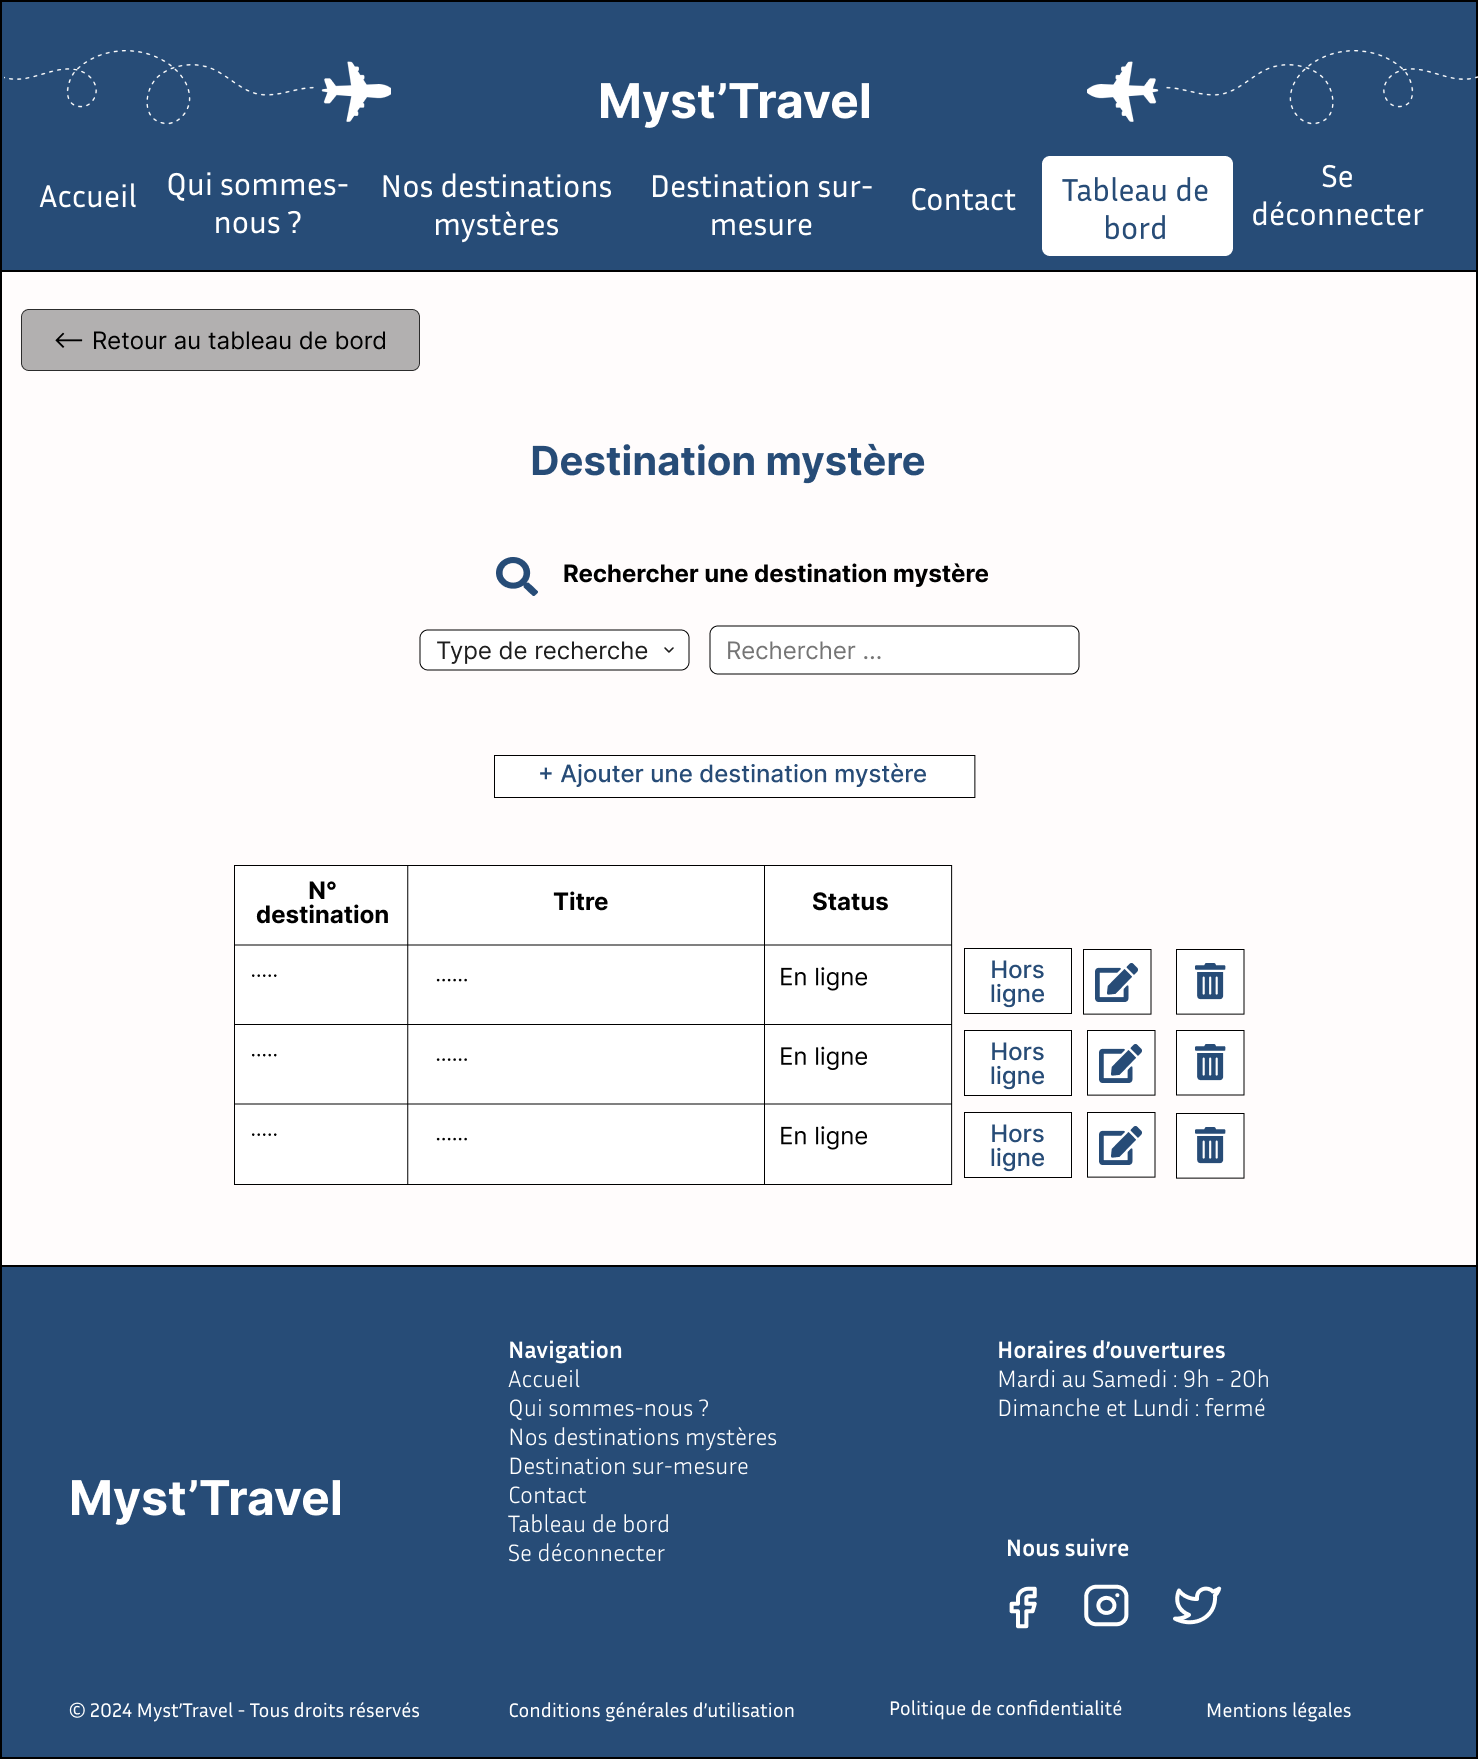 Myst’Travel
Accueil
Qui sommes-
nous ?
Nos destinations
mystères
Destination sur-
mesure
Contact
Tableau de
bord
Se
déconnecter
← Retour au tableau de bord
Destination mystère
Rechercher une destination mystère
Type de recherche
Rechercher ...
+ Ajouter une destination mystère
N°
destination
Titre
Status
.....
......
En ligne
Hors
ligne
.....
......
En ligne
Hors
ligne
.....
......
En ligne
Hors
ligne
Myst’Travel
Navigation
Accueil
Qui sommes-nous ?
Nos destinations mystères
Destination sur-mesure
Contact
Tableau de bord
Se déconnecter
Horaires d’ouvertures
Mardi au Samedi : 9h - 20h
Dimanche et Lundi : fermé
Nous suivre
© 2024 Myst’Travel - Tous droits réservés
Conditions générales d’utilisation
Politique de confidentialité
Mentions légales